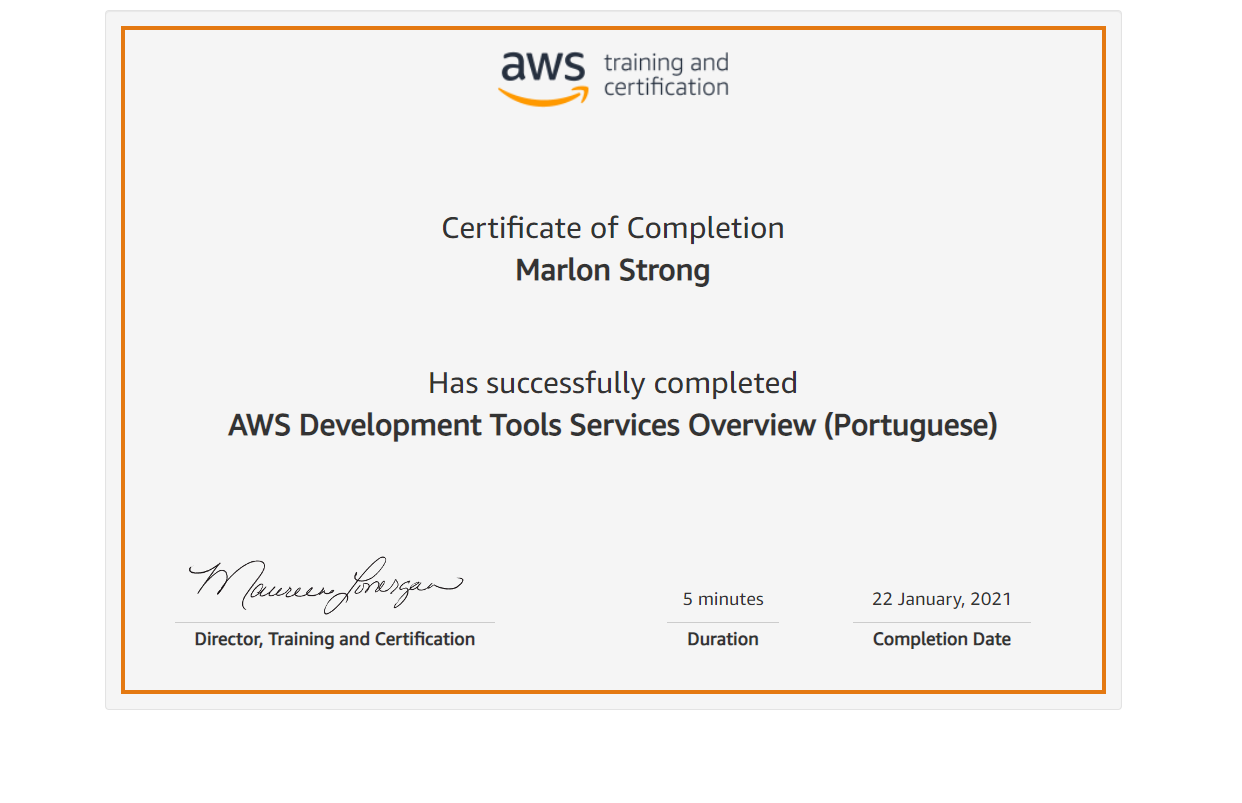 aws training and
certification
Certificate of Completion
Marlon Strong
Has successfully completed
AWS Development Tools Services Overview (Portuguese)
Maureen Lonergan
Director, Training and Certification
5 minutes
Duration
22 January, 2021
Completion Date